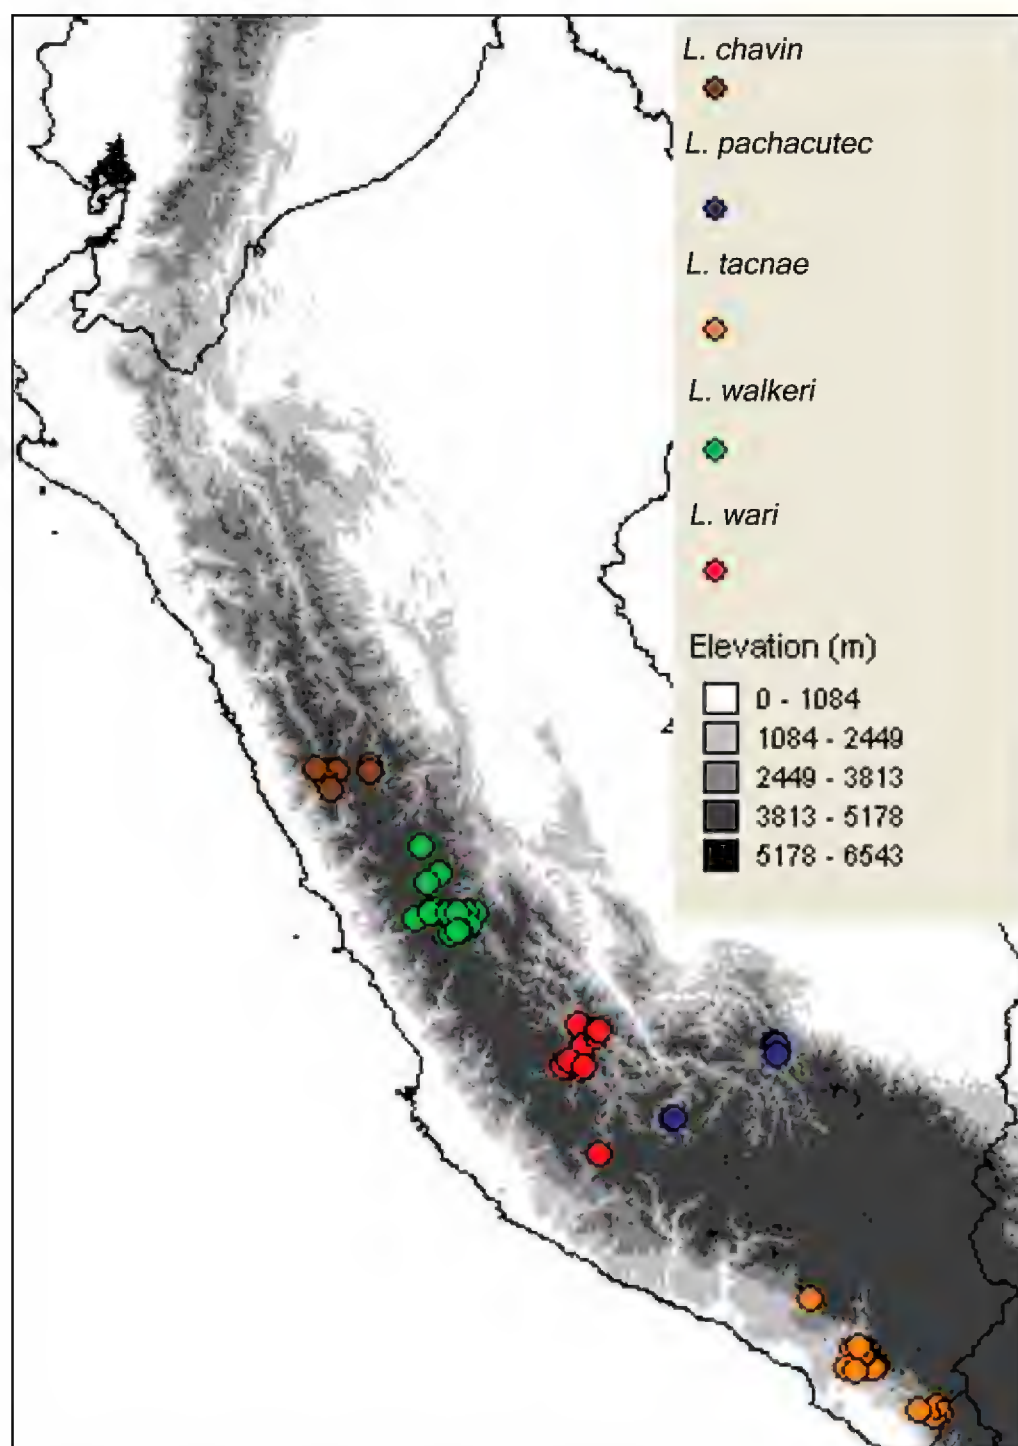 L. chavin
L. pachacutec
L. tacnae
L. walkeri
L. wari
Elevation (m)
0 - 1084
1084 - 2449
2449 - 3813
3813 - 5178
5178 - 6543